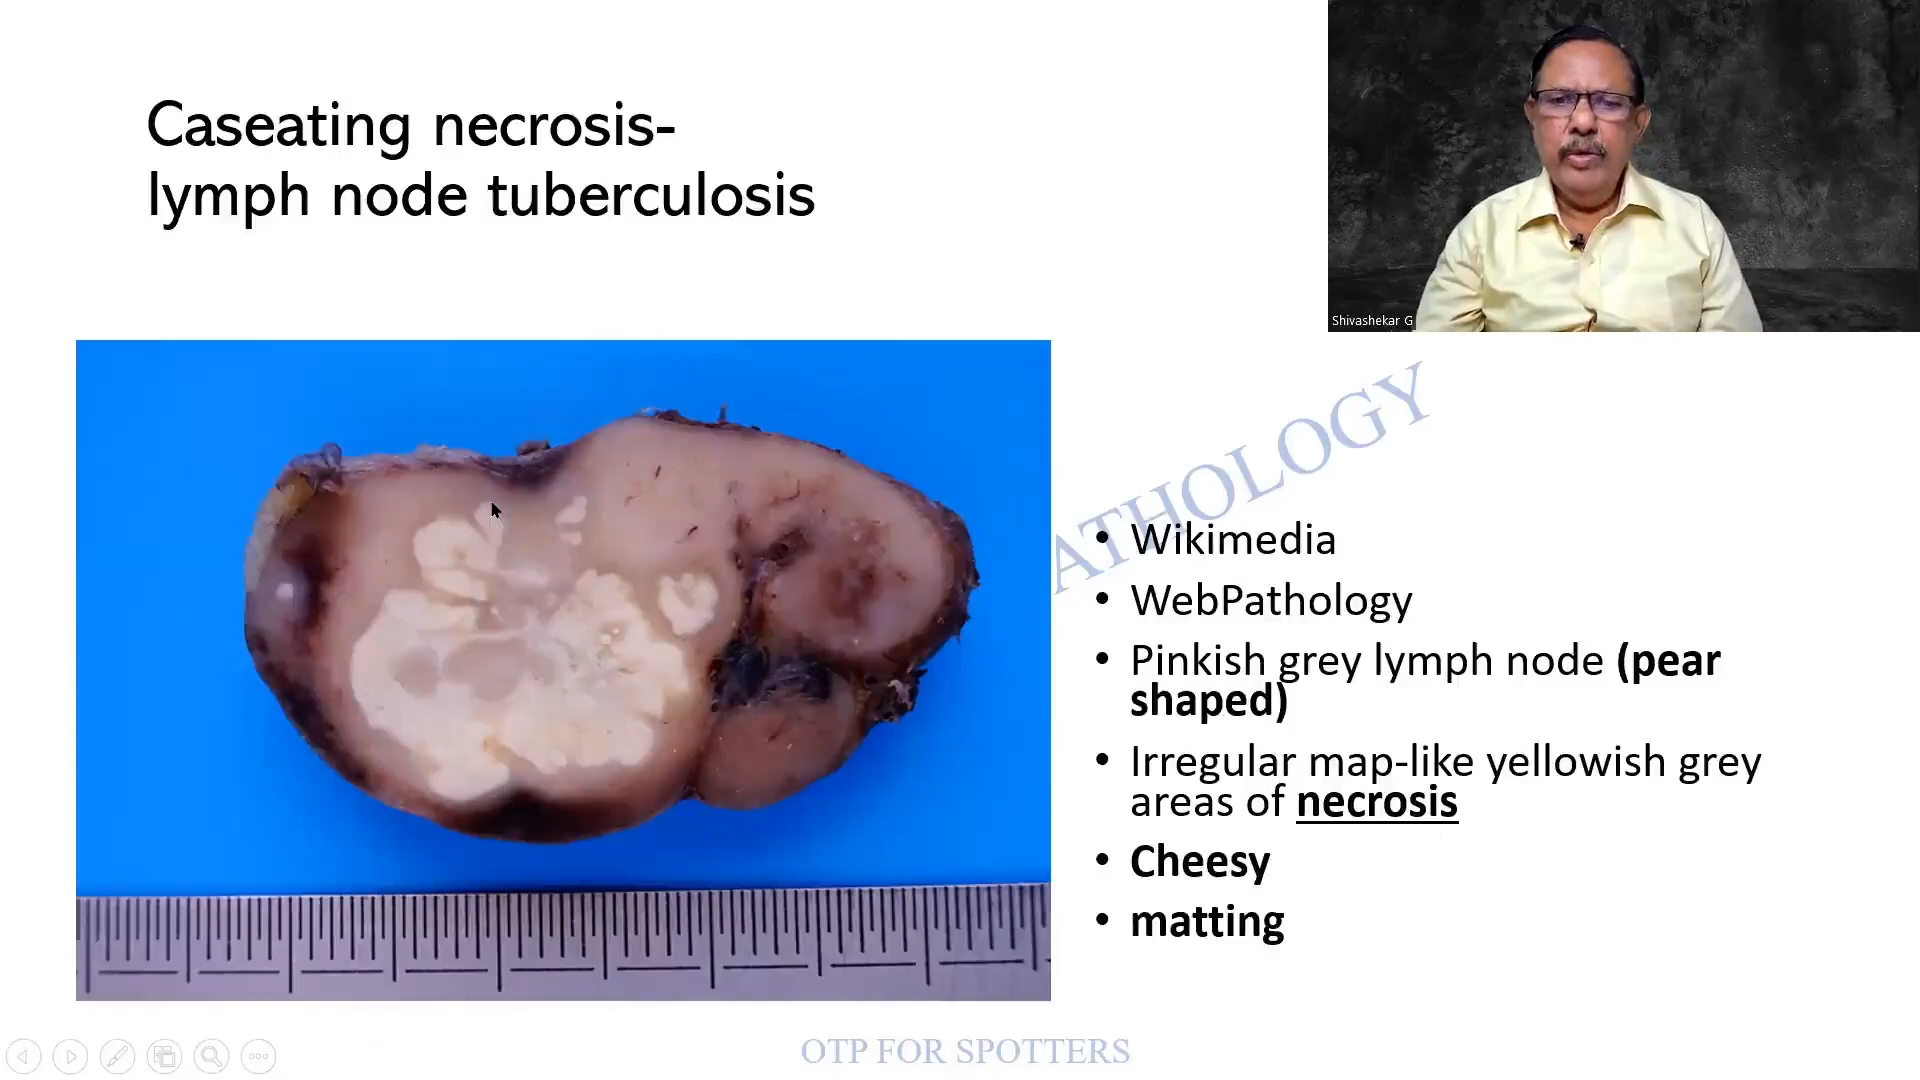 Caseating necrosis-
lymph node tuberculosis
Shivashekar G
ATHOLOGY
• Wikimedia
• WebPathology
• Pinkish grey lymph node (pear
shaped)
• Irregular map-like yellowish grey
areas of necrosis
• Cheesy
• matting
OTP FOR SPOTTERS